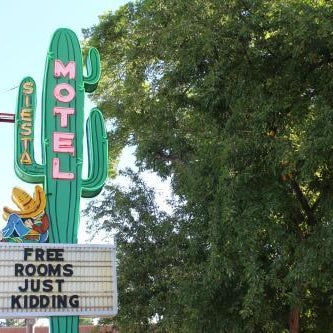 SIESTA
MOTEL
FREE
ROOMS
JUST
KIDDING